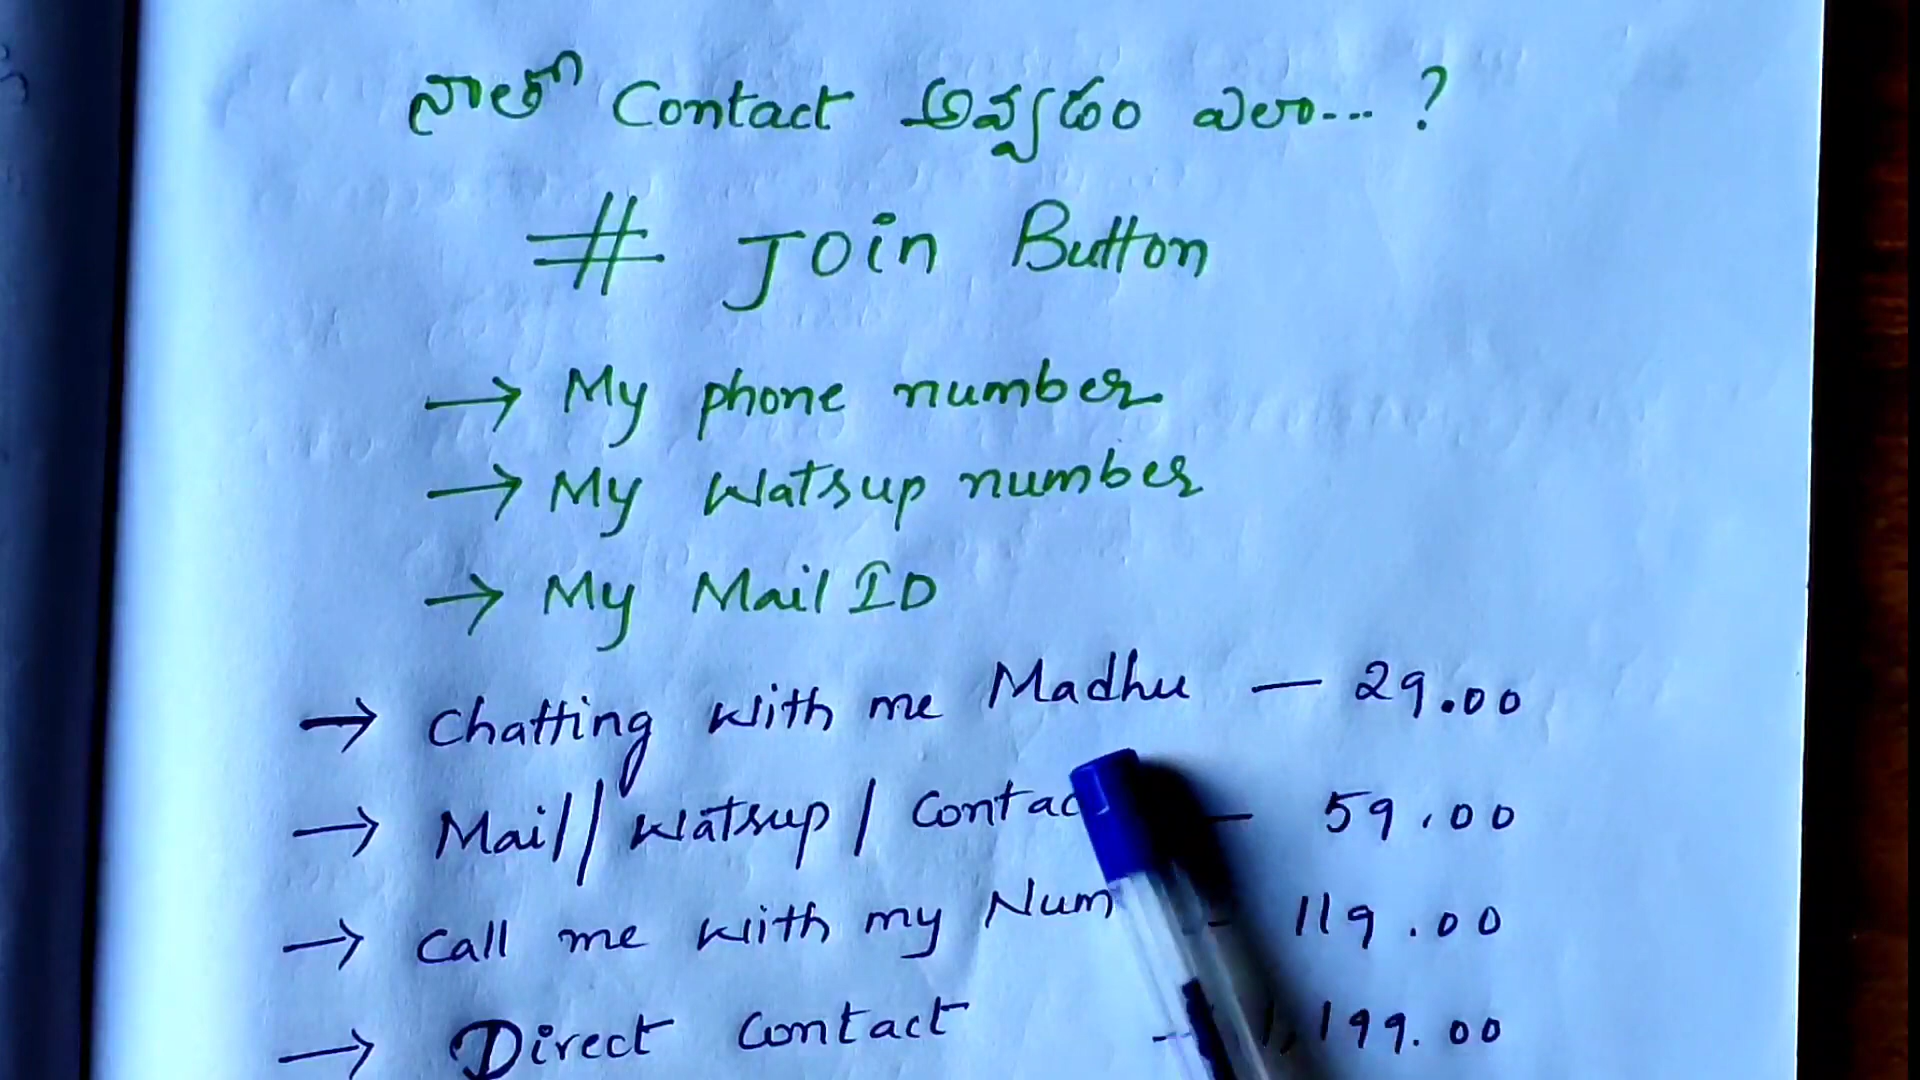 నాతో Contact అవ్వడం ఎలా... ?
# Join Button
→ My phone number
→ My Watsup number
→ My Mail ID
→ Chatting with me Madhu — 29.00
→ Mail / Watsup / Contac — 59.00
→ Call me with my Num - 119.00
→ Direct Contact - 1,199.00